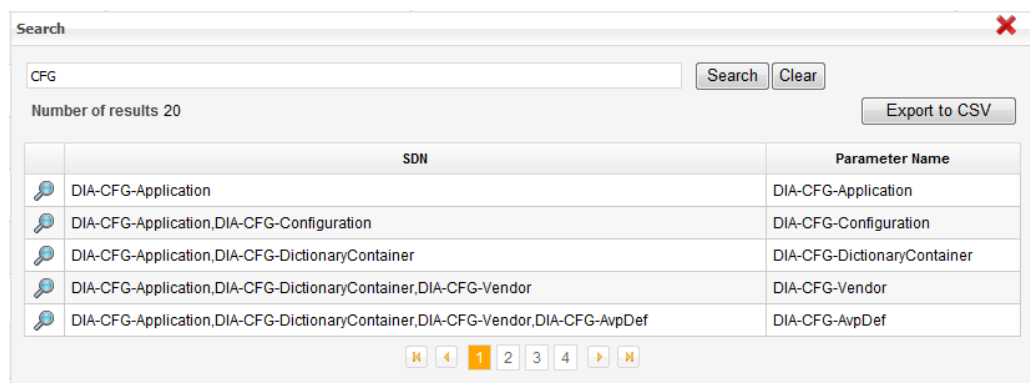 Search
CFG
Search Clear
Number of results 20
Export to CSV
SDN Parameter Name
DIA-CFG-Application DIA-CFG-Application
DIA-CFG-Application,DIA-CFG-Configuration DIA-CFG-Configuration
DIA-CFG-Application,DIA-CFG-DictionaryContainer DIA-CFG-DictionaryContainer
DIA-CFG-Application,DIA-CFG-DictionaryContainer,DIA-CFG-Vendor DIA-CFG-Vendor
DIA-CFG-Application,DIA-CFG-DictionaryContainer,DIA-CFG-Vendor,DIA-CFG-AvpDef DIA-CFG-AvpDef
1 2 3 4